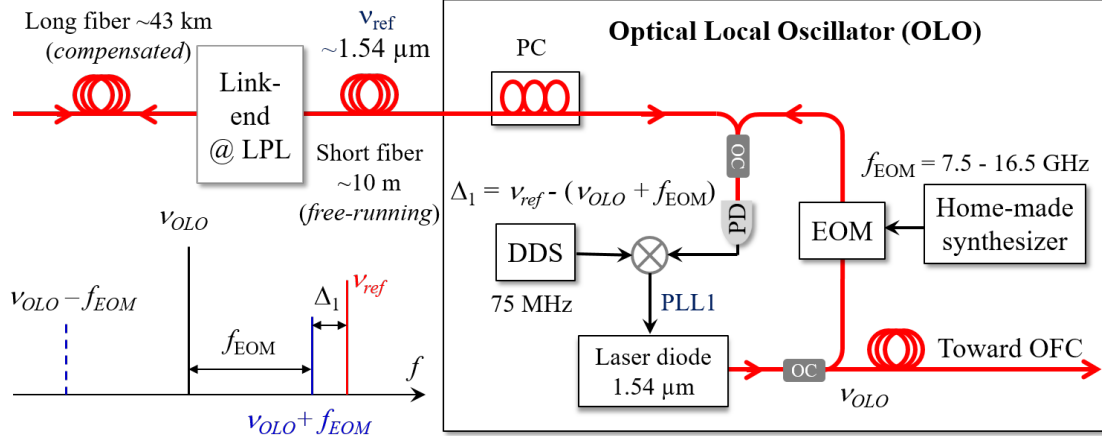 Long fiber ~43 km
(compensated)
Link-
end
@ LPL
ν_ref
~1.54 µm
Short fiber
~10 m
(free-running)
Optical Local Oscillator (OLO)
PC
OC
Δ₁ = ν_ref - (ν_OLO + f_EOM)
PD
DDS
75 MHz
PLL1
Laser diode
1.54 µm
OC
ν_OLO
EOM
f_EOM = 7.5 - 16.5 GHz
Home-made
synthesizer
Toward OFC
ν_OLO
ν_OLO – f_EOM
f_EOM
Δ₁
ν_ref
f
ν_OLO + f_EOM